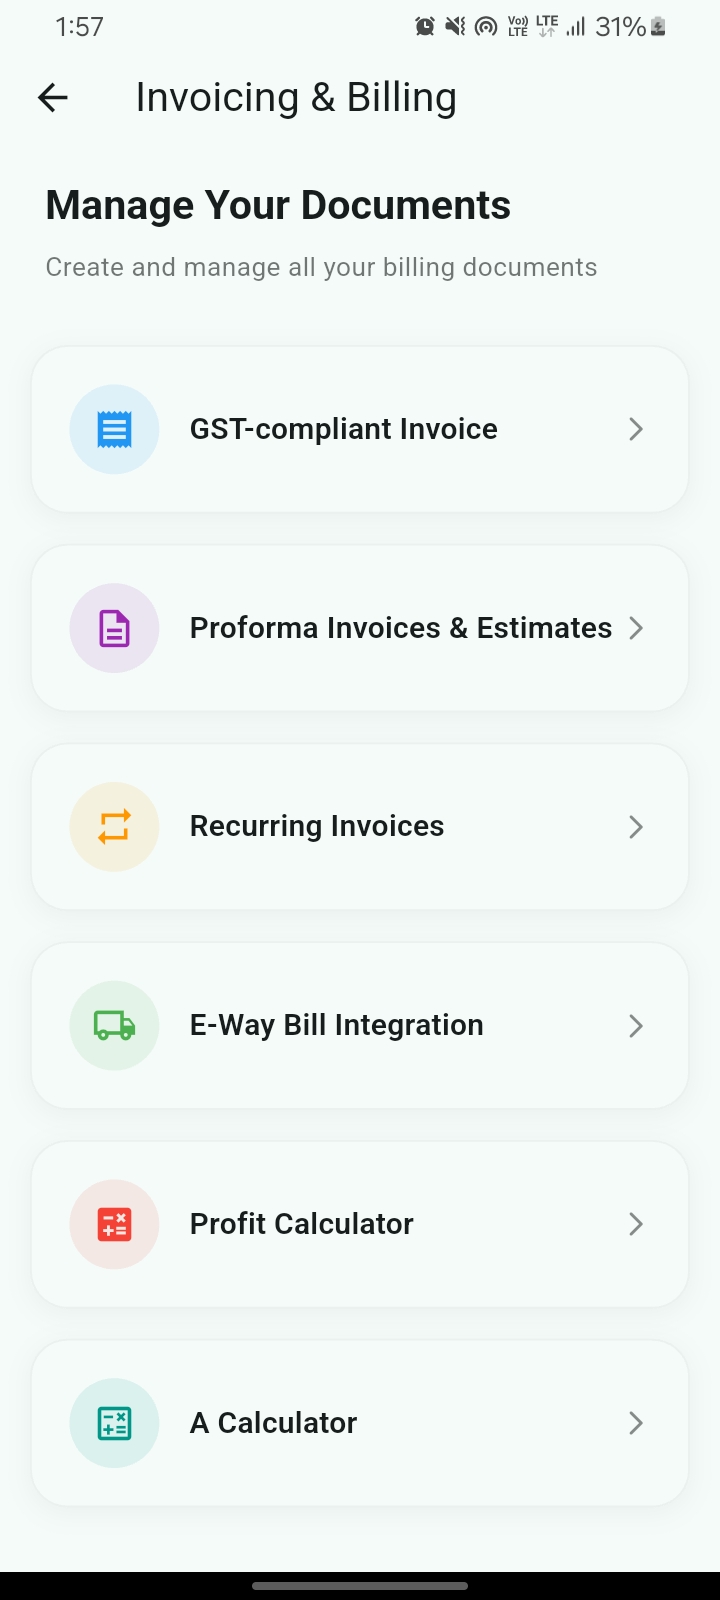 1:57 Vo)) LTE LTE 31%
Invoicing & Billing
Manage Your Documents
Create and manage all your billing documents
GST-compliant Invoice
Proforma Invoices & Estimates
Recurring Invoices
E-Way Bill Integration
Profit Calculator
A Calculator